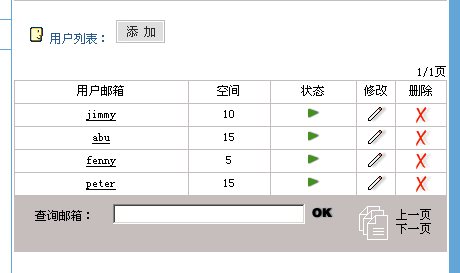 用户列表： 添 加
1/1页
用户邮箱 空间 状态 修改 删除
jimmy 10
abu 15
fenny 5
peter 15
查询邮箱： OK 上一页
下一页